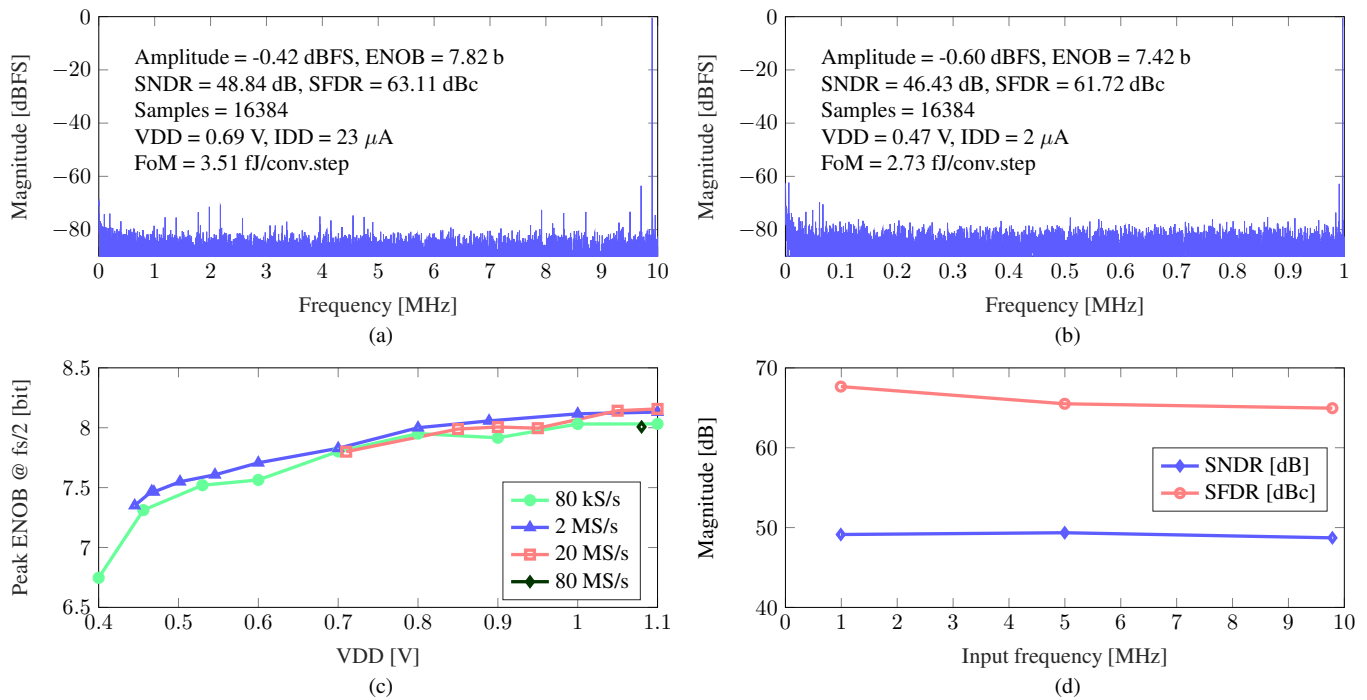 0
−20
−40
−60
−80
Magnitude [dBFS]
Amplitude = -0.42 dBFS, ENOB = 7.82 b
SNDR = 48.84 dB, SFDR = 63.11 dBc
Samples = 16384
VDD = 0.69 V, IDD = 23 μA
FoM = 3.51 fJ/conv.step
0 1 2 3 4 5 6 7 8 9 10
Frequency [MHz]
(a)
0
−20
−40
−60
−80
Magnitude [dBFS]
Amplitude = -0.60 dBFS, ENOB = 7.42 b
SNDR = 46.43 dB, SFDR = 61.72 dBc
Samples = 16384
VDD = 0.47 V, IDD = 2 μA
FoM = 2.73 fJ/conv.step
0 0.1 0.2 0.3 0.4 0.5 0.6 0.7 0.8 0.9 1
Frequency [MHz]
(b)
8.5
8
7.5
7
6.5
Peak ENOB @ fs/2 [bit]
80 kS/s
2 MS/s
20 MS/s
80 MS/s
0.4 0.5 0.6 0.7 0.8 0.9 1.0 1.1
VDD [V]
(c)
70
60
50
40
Magnitude [dB]
SNDR [dB]
SFDR [dBc]
0 1 2 3 4 5 6 7 8 9 10
Input frequency [MHz]
(d)